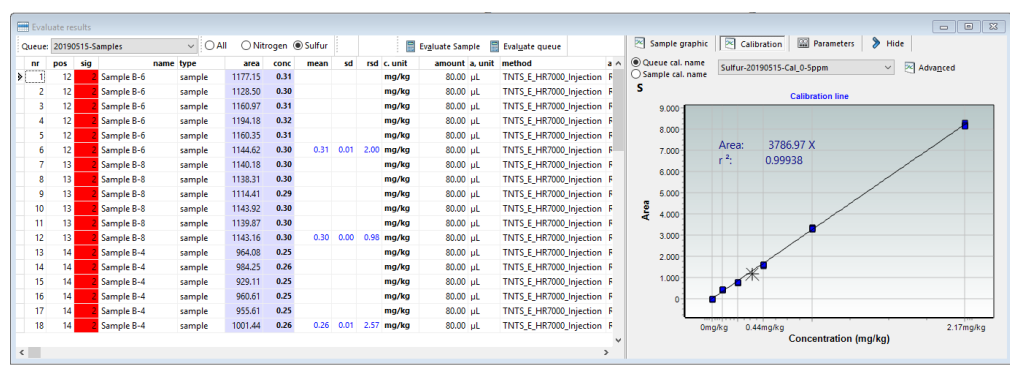 Evaluate results
Queue: 20190515-Samples All Nitrogen Sulfur Evaluate Sample Evaluate queue
nr pos sig name type area conc mean sd rsd c. unit amount a, unit method a
1 12 2 Sample B-6 sample 1177.15 0.31 mg/kg 80.00 µL TNTS_E_HR7000_Injection R
2 12 2 Sample B-6 sample 1128.50 0.30 mg/kg 80.00 µL TNTS_E_HR7000_Injection R
3 12 2 Sample B-6 sample 1160.97 0.31 mg/kg 80.00 µL TNTS_E_HR7000_Injection R
4 12 2 Sample B-6 sample 1194.18 0.32 mg/kg 80.00 µL TNTS_E_HR7000_Injection R
5 12 2 Sample B-6 sample 1160.35 0.31 mg/kg 80.00 µL TNTS_E_HR7000_Injection R
6 12 2 Sample B-6 sample 1144.62 0.30 0.31 0.01 2.00 mg/kg 80.00 µL TNTS_E_HR7000_Injection R
7 13 2 Sample B-8 sample 1140.18 0.30 mg/kg 80.00 µL TNTS_E_HR7000_Injection R
8 13 2 Sample B-8 sample 1138.31 0.30 mg/kg 80.00 µL TNTS_E_HR7000_Injection R
9 13 2 Sample B-8 sample 1114.41 0.29 mg/kg 80.00 µL TNTS_E_HR7000_Injection R
10 13 2 Sample B-8 sample 1143.92 0.30 mg/kg 80.00 µL TNTS_E_HR7000_Injection R
11 13 2 Sample B-8 sample 1139.87 0.30 mg/kg 80.00 µL TNTS_E_HR7000_Injection R
12 13 2 Sample B-8 sample 1143.16 0.30 0.30 0.00 0.98 mg/kg 80.00 µL TNTS_E_HR7000_Injection R
13 14 2 Sample B-4 sample 964.08 0.25 mg/kg 80.00 µL TNTS_E_HR7000_Injection R
14 14 2 Sample B-4 sample 984.25 0.26 mg/kg 80.00 µL TNTS_E_HR7000_Injection R
15 14 2 Sample B-4 sample 929.11 0.25 mg/kg 80.00 µL TNTS_E_HR7000_Injection R
16 14 2 Sample B-4 sample 960.61 0.25 mg/kg 80.00 µL TNTS_E_HR7000_Injection R
17 14 2 Sample B-4 sample 955.61 0.25 mg/kg 80.00 µL TNTS_E_HR7000_Injection R
18 14 2 Sample B-4 sample 1001.44 0.26 0.26 0.01 2.57 mg/kg 80.00 µL TNTS_E_HR7000_Injection R
Sample graphic Calibration Parameters Hide
Queue cal. name
Sample cal. name
Sulfur-20190515-Cal_0-5ppm Advanced
S
Calibration line
9.000
8.000
7.000
6.000
5.000
4.000
3.000
2.000
1.000
0
Area
Area: 3786.97 X
r ²: 0.99938
0mg/kg 0.44mg/kg 2.17mg/kg
Concentration (mg/kg)